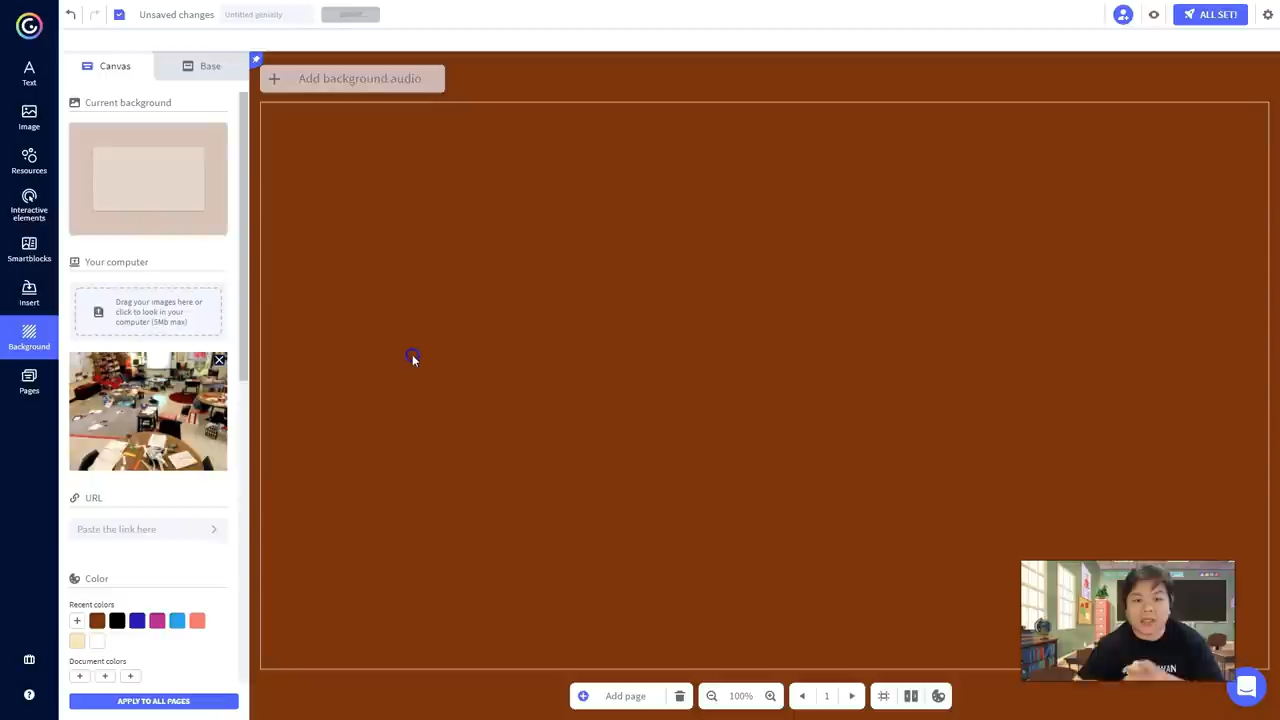 Unsaved changes
Untitled genially
ALL SET!
Canvas
Base
Text
Image
Resources
Interactive
elements
Smartblocks
Insert
Background
Pages
Current background
Your computer
Drag your images here or
click to look in your
computer (5Mb max)
URL
Paste the link here
Color
Recent colors
Document colors
APPLY TO ALL PAGES
Add background audio
Add page
100%
1